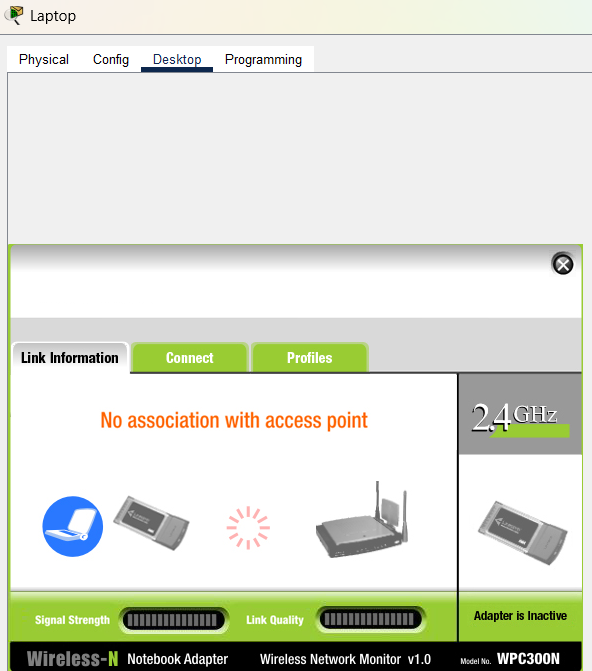 Laptop
Physical Config Desktop Programming
Link Information Connect Profiles
No association with access point
2.4GHz
Signal Strength Link Quality Adapter is Inactive
Wireless-N Notebook Adapter Wireless Network Monitor v1.0 Model No. WPC300N